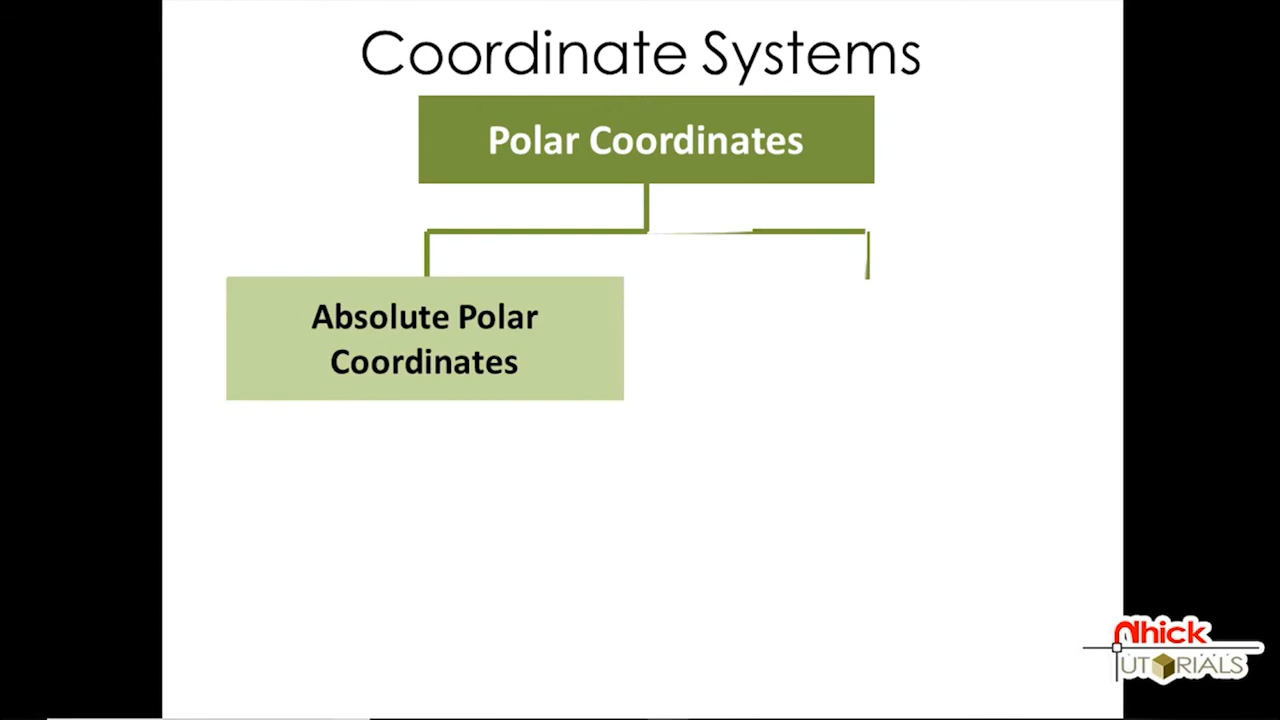 Coordinate Systems
Polar Coordinates
Absolute Polar
Coordinates
Nhick
TUTORIALS